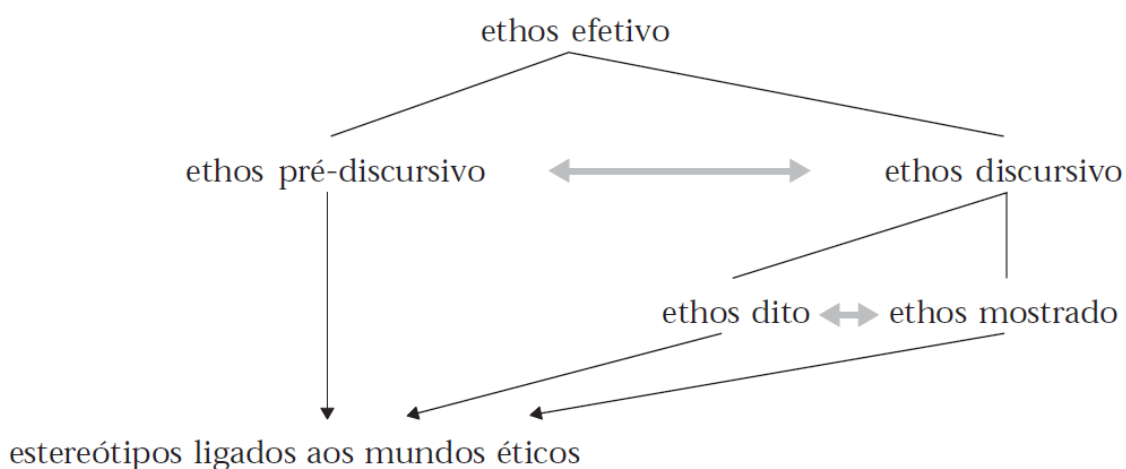 ethos efetivo
ethos pré-discursivo
ethos discursivo
ethos dito
ethos mostrado
estereótipos ligados aos mundos éticos